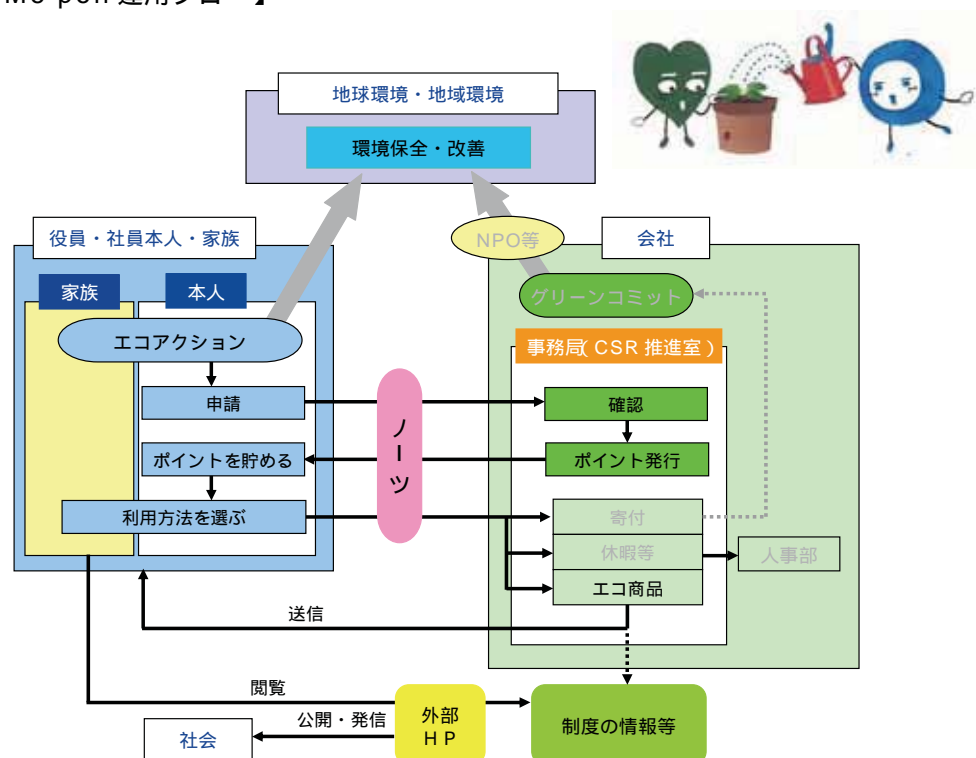 地球環境・地域環境
環境保全・改善
役員・社員本人・家族
NPO等
会社
家族
本人
グリーンコミット
エコアクション
事務局(CSR 推進室)
申請
確認
ノーツ
ポイントを貯める
ポイント発行
利用方法を選ぶ
寄付
休暇等
人事部
エコ商品
送信
閲覧
公開・発信
外部
HP
制度の情報等
社会